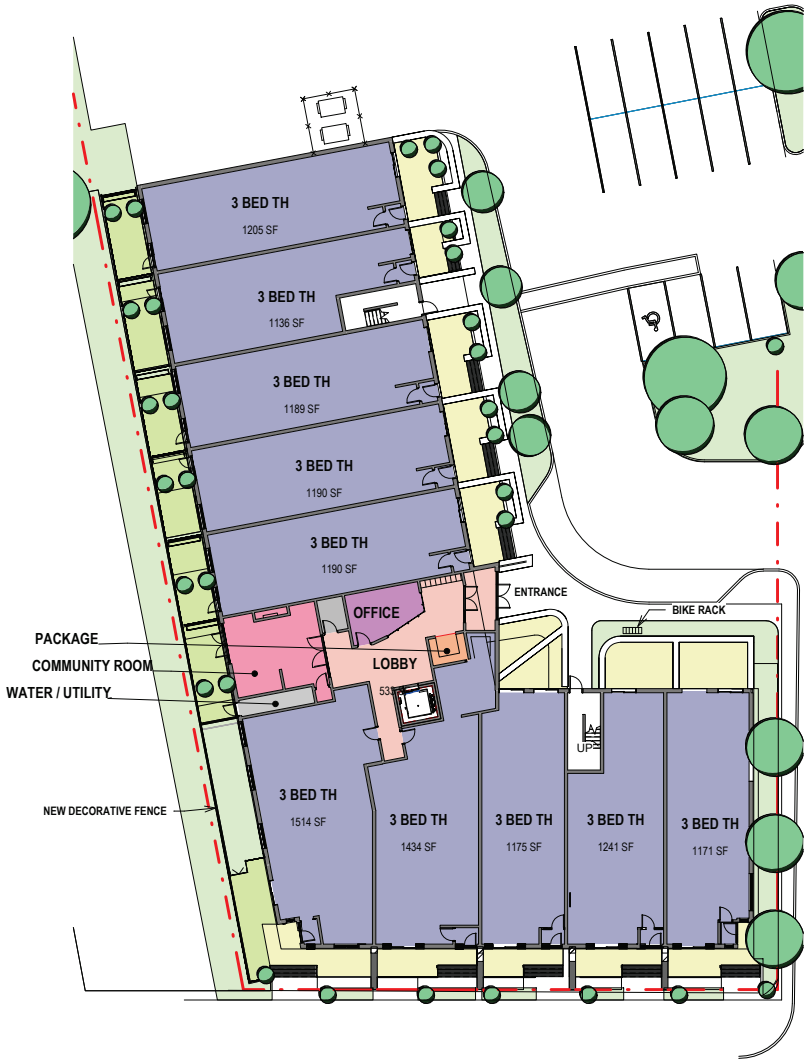 3 BED TH
1205 SF
3 BED TH
1136 SF
3 BED TH
1189 SF
3 BED TH
1190 SF
3 BED TH
1190 SF
ENTRANCE
OFFICE
BIKE RACK
PACKAGE
COMMUNITY ROOM
LOBBY
WATER / UTILITY
UP
3 BED TH
1514 SF
NEW DECORATIVE FENCE
3 BED TH
1434 SF
3 BED TH
1175 SF
3 BED TH
1241 SF
3 BED TH
1171 SF